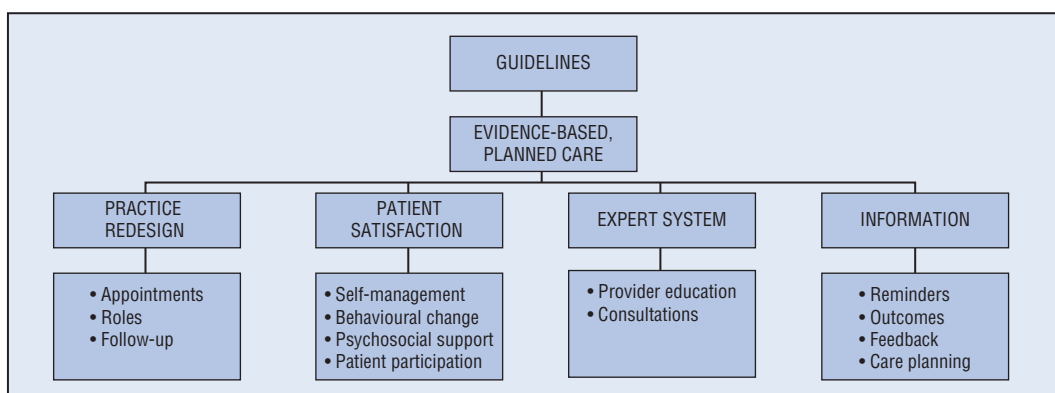 GUIDELINES
EVIDENCE-BASED,
PLANNED CARE
PRACTICE
REDESIGN
• Appointments
• Roles
• Follow-up
PATIENT
SATISFACTION
• Self-management
• Behavioural change
• Psychosocial support
• Patient participation
EXPERT SYSTEM
• Provider education
• Consultations
INFORMATION
• Reminders
• Outcomes
• Feedback
• Care planning